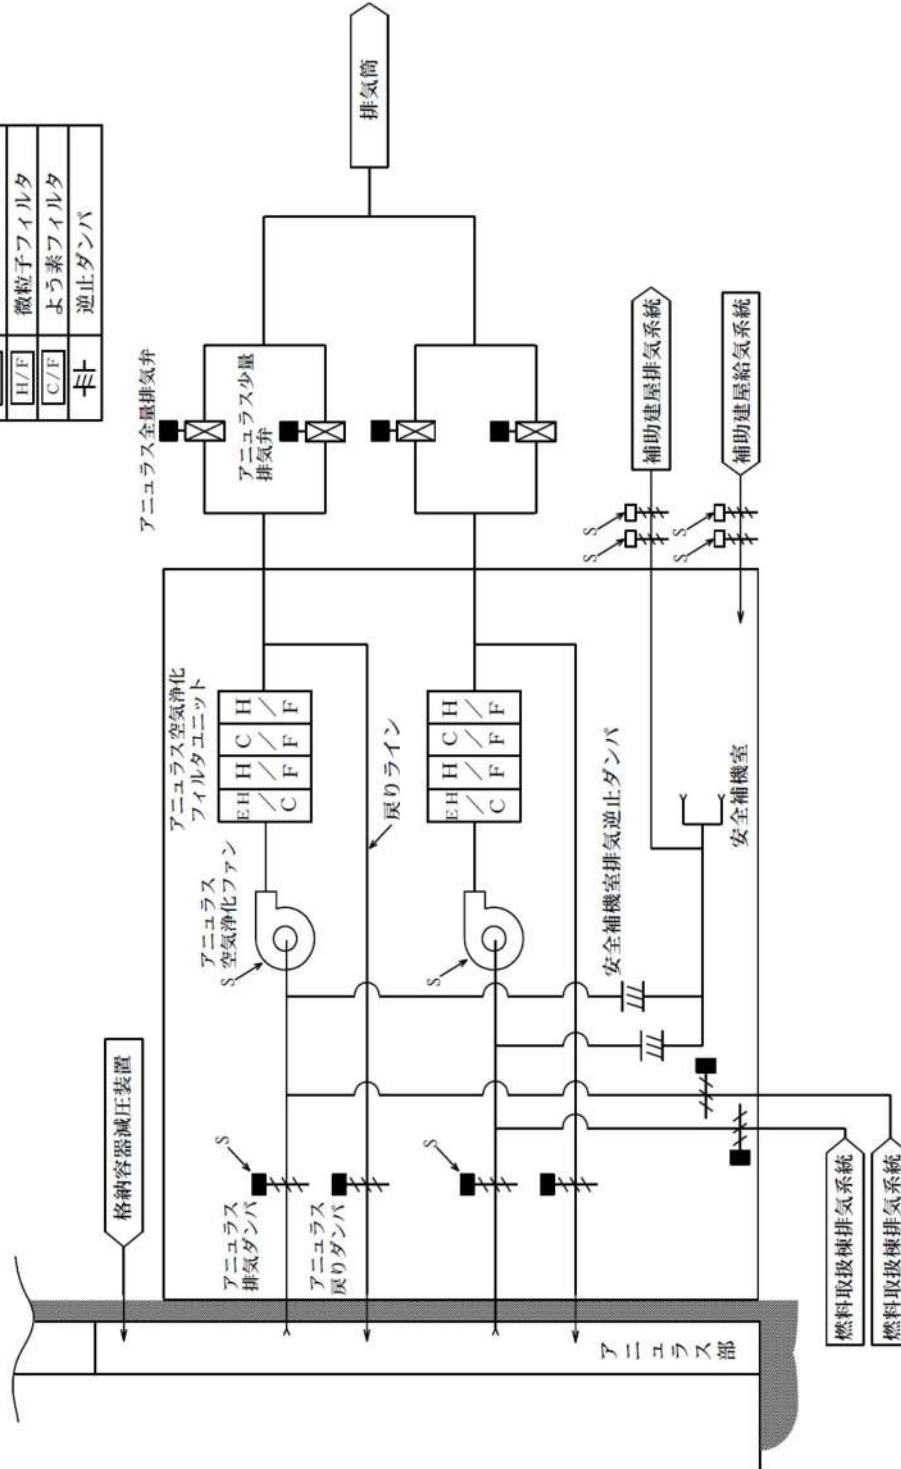 H/F 微粒子フィルタ
C/F よう素フィルタ
逆止ダンパ
格納容器減圧装置
アニュラス部
アニュラス
排気ダンパ
S
アニュラス
戻りダンパ
S
アニュラス
空気浄化ファン
S
S
アニュラス空気浄化
フィルタユニット
EH/C
H/F
C/F
H/F
EH/C
H/F
C/F
H/F
戻りライン
アニュラス全量排気弁
アニュラス少量
排気弁
排気筒
安全補機室排気逆止ダンパ
安全補機室
S
S
補助建屋排気系統
S
S
補助建屋給気系統
燃料取扱棟排気系統
燃料取扱棟排気系統